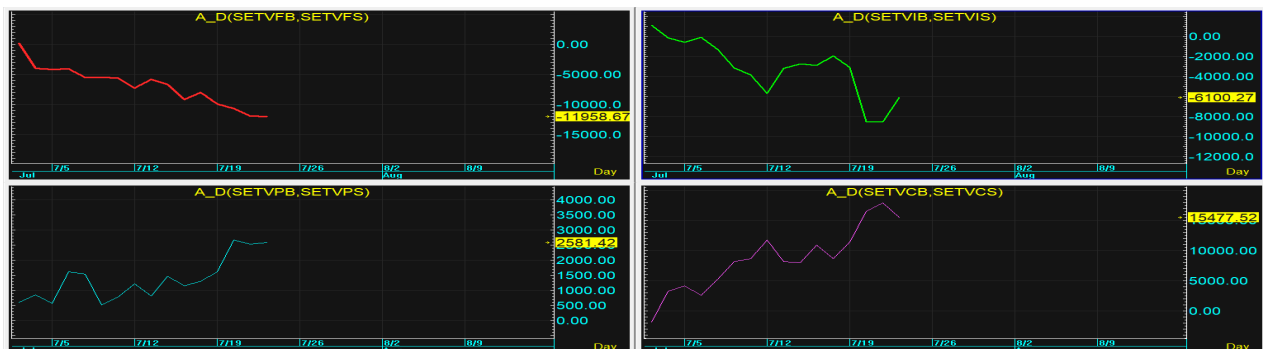 A_D(SETVFB,SETVFS)
0.00
-5000.00
-10000.0
-11958.67
-15000.0
7/5 7/12 7/19 7/26 8/2 8/9
Jul Aug Day
A_D(SETVIB,SETVIS)
0.00
-2000.00
-4000.00
-6100.27
-8000.00
-10000.0
-12000.0
7/5 7/12 7/19 7/26 8/2 8/9
Jul Aug Day
A_D(SETVPB,SETVPS)
4000.00
3500.00
3000.00
2581.42
2000.00
1500.00
1000.00
500.00
0.00
7/5 7/12 7/19 7/26 8/2 8/9
Day
A_D(SETVCB,SETVCS)
15477.52
10000.00
5000.00
0.00
7/5 7/12 7/19 7/26 8/2 8/9
Day